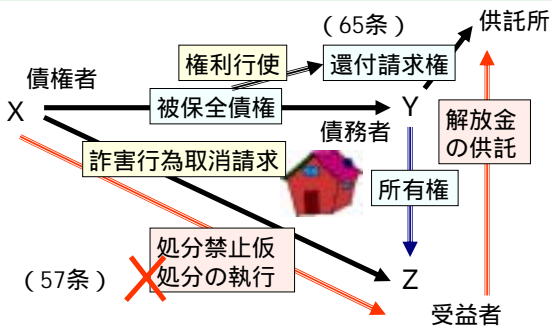 (65条)
供託所
権利行使
還付請求権
債権者
X
被保全債権
Y
債務者
解放金
の供託
詐害行為取消請求
所有権
処分禁止仮
処分の執行
(57条)
Z
受益者